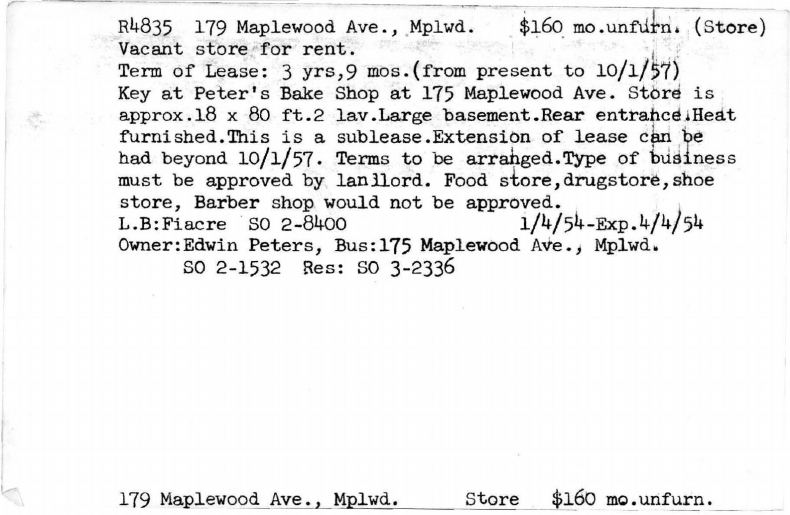 R4835 179 Maplewood Ave., Mplwd. $160 mo.unfurn. (Store)
Vacant store for rent.
Term of Lease: 3 yrs,9 mos.(from present to 10/1/57)
Key at Peter's Bake Shop at 175 Maplewood Ave. Store is
approx.18 x 80 ft.2 lav.Large basement.Rear entrance.Heat
furnished.This is a sublease.Extension of lease can be
had beyond 10/1/57. Terms to be arranged.Type of business
must be approved by lanllord. Food store,drugstore,shoe
store, Barber shop would not be approved.
L.B:Fiacre SO 2-8400 1/4/54-Exp.4/4/54
Owner:Edwin Peters, Bus:175 Maplewood Ave., Mplwd.
SO 2-1532 Res: SO 3-2336
179 Maplewood Ave., Mplwd. Store $160 mo.unfurn.